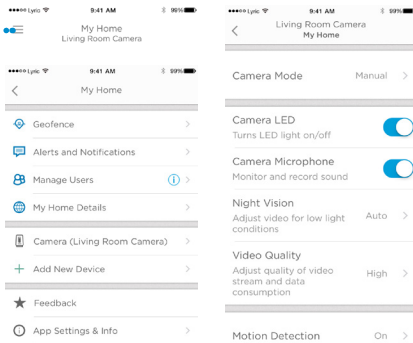 Lyric 9:41 AM 99%
My Home
Living Room Camera
Lyric 9:41 AM 99%
My Home
Geofence
Alerts and Notifications
Manage Users
My Home Details
Camera (Living Room Camera)
Add New Device
Feedback
App Settings & Info
Lyric 9:41 AM 99%
Living Room Camera
My Home
Camera Mode Manual
Camera LED
Turns LED light on/off
Camera Microphone
Monitor and record sound
Night Vision
Adjust video for low light Auto
conditions
Video Quality
Adjust quality of video
stream and data High
consumption
Motion Detection On